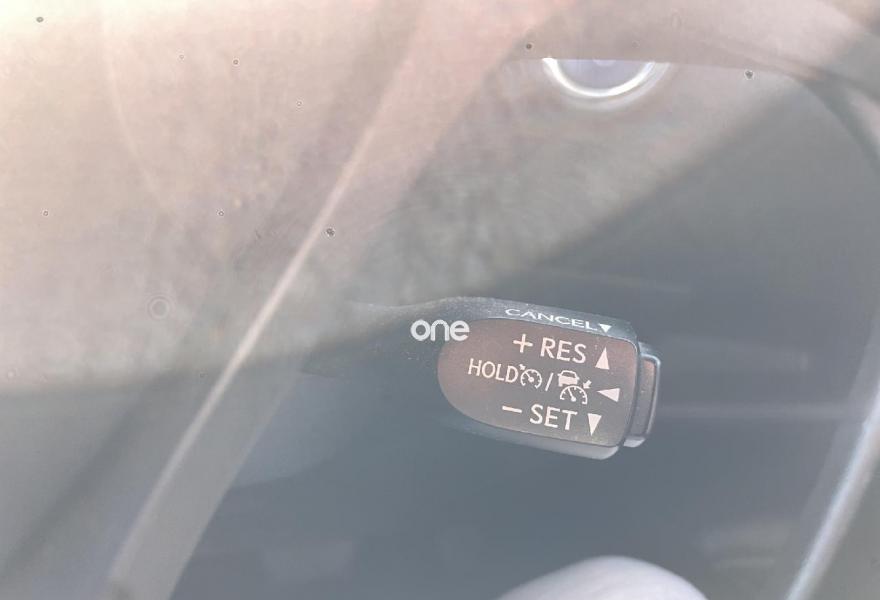 CANCEL▼
one
+ RES ▲
HOLD / ◀
− SET ▼